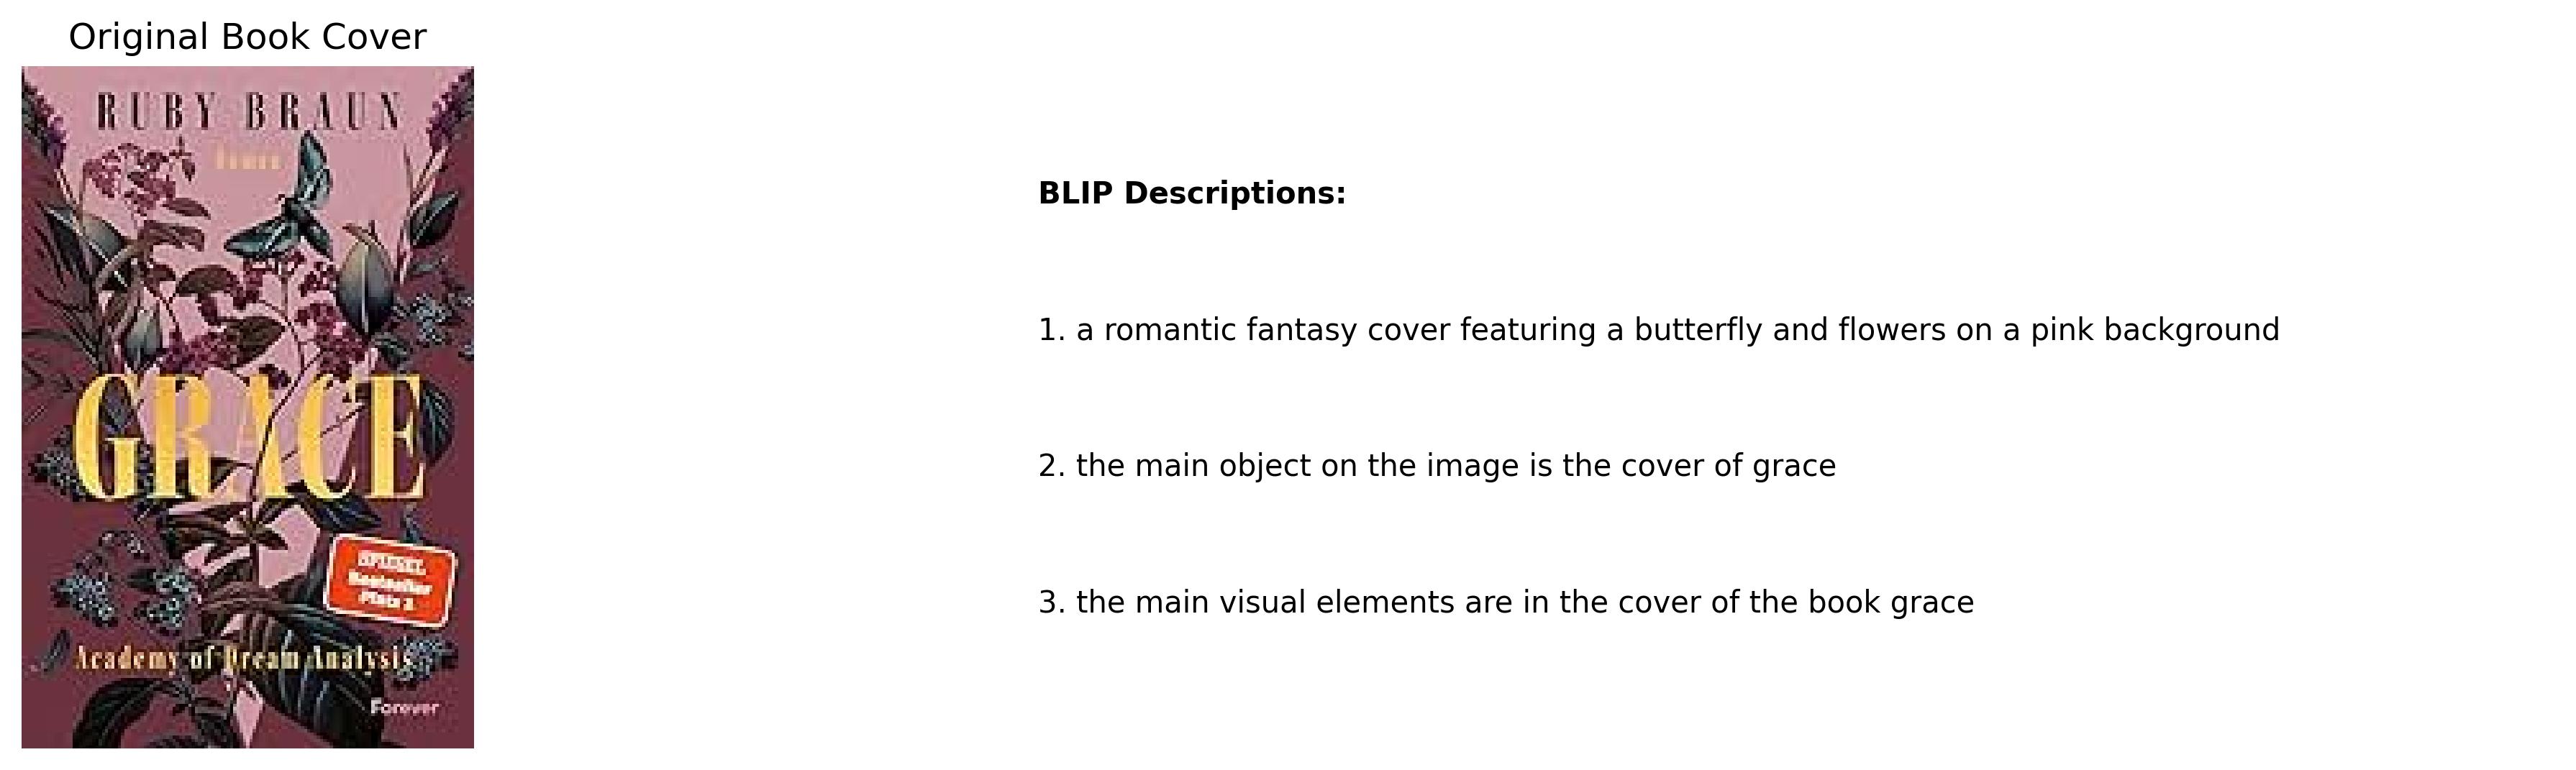 Original Book Cover
RUBY BRAUN
GRACE
SPIEGEL
Bestseller
Platz
Academy of Dream Analysis
Forever
BLIP Descriptions:
1. a romantic fantasy cover featuring a butterfly and flowers on a pink background
2. the main object on the image is the cover of grace
3. the main visual elements are in the cover of the book grace